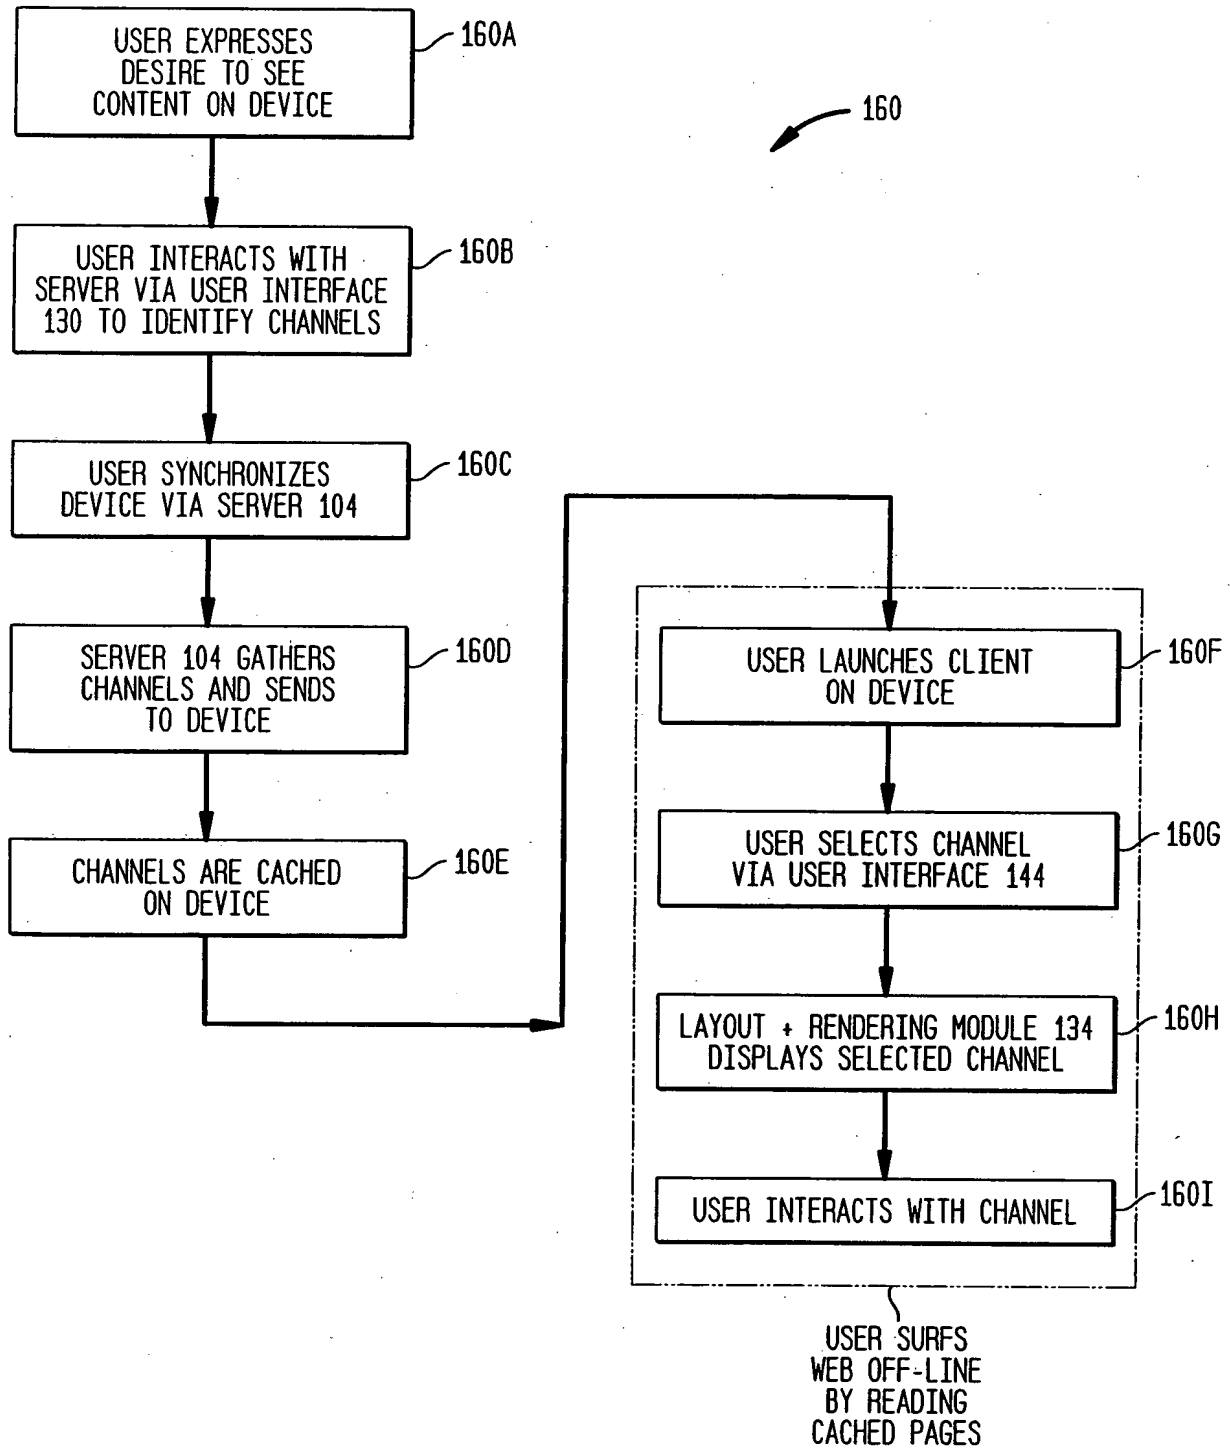 USER EXPRESSES
DESIRE TO SEE
CONTENT ON DEVICE
160A
160
USER INTERACTS WITH
SERVER VIA USER INTERFACE
130 TO IDENTIFY CHANNELS
160B
USER SYNCHRONIZES
DEVICE VIA SERVER 104
160C
SERVER 104 GATHERS
CHANNELS AND SENDS
TO DEVICE
160D
CHANNELS ARE CACHED
ON DEVICE
160E
USER LAUNCHES CLIENT
ON DEVICE
160F
USER SELECTS CHANNEL
VIA USER INTERFACE 144
160G
LAYOUT + RENDERING MODULE 134
DISPLAYS SELECTED CHANNEL
160H
USER INTERACTS WITH CHANNEL
160I
USER SURFS
WEB OFF-LINE
BY READING
CACHED PAGES